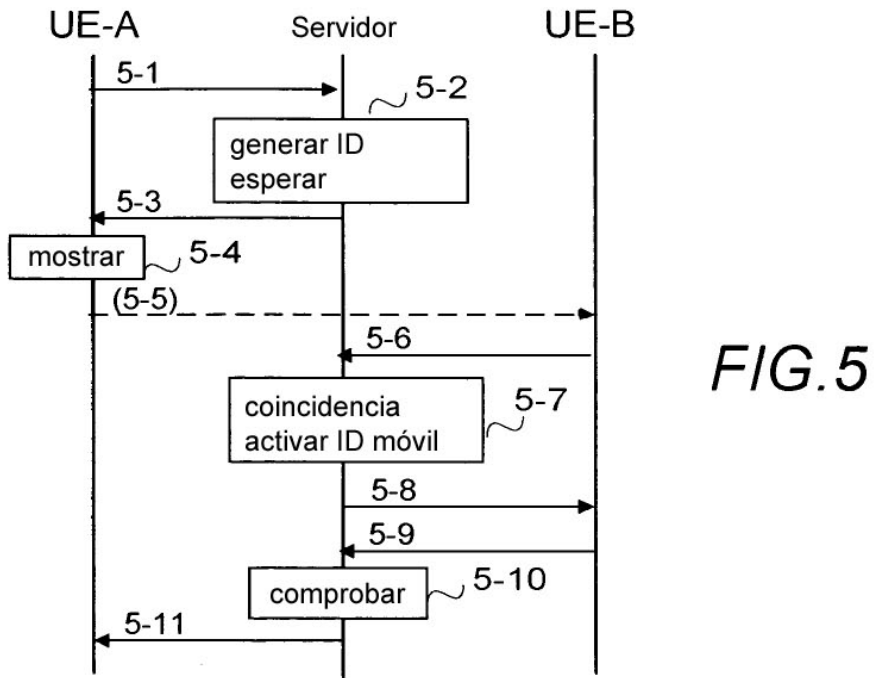 UE-A
Servidor
UE-B
5-1
5-2
generar ID
esperar
5-3
mostrar
5-4
(5-5)
5-6
FIG.5
coincidencia
activar ID móvil
5-7
5-8
5-9
comprobar
5-10
5-11